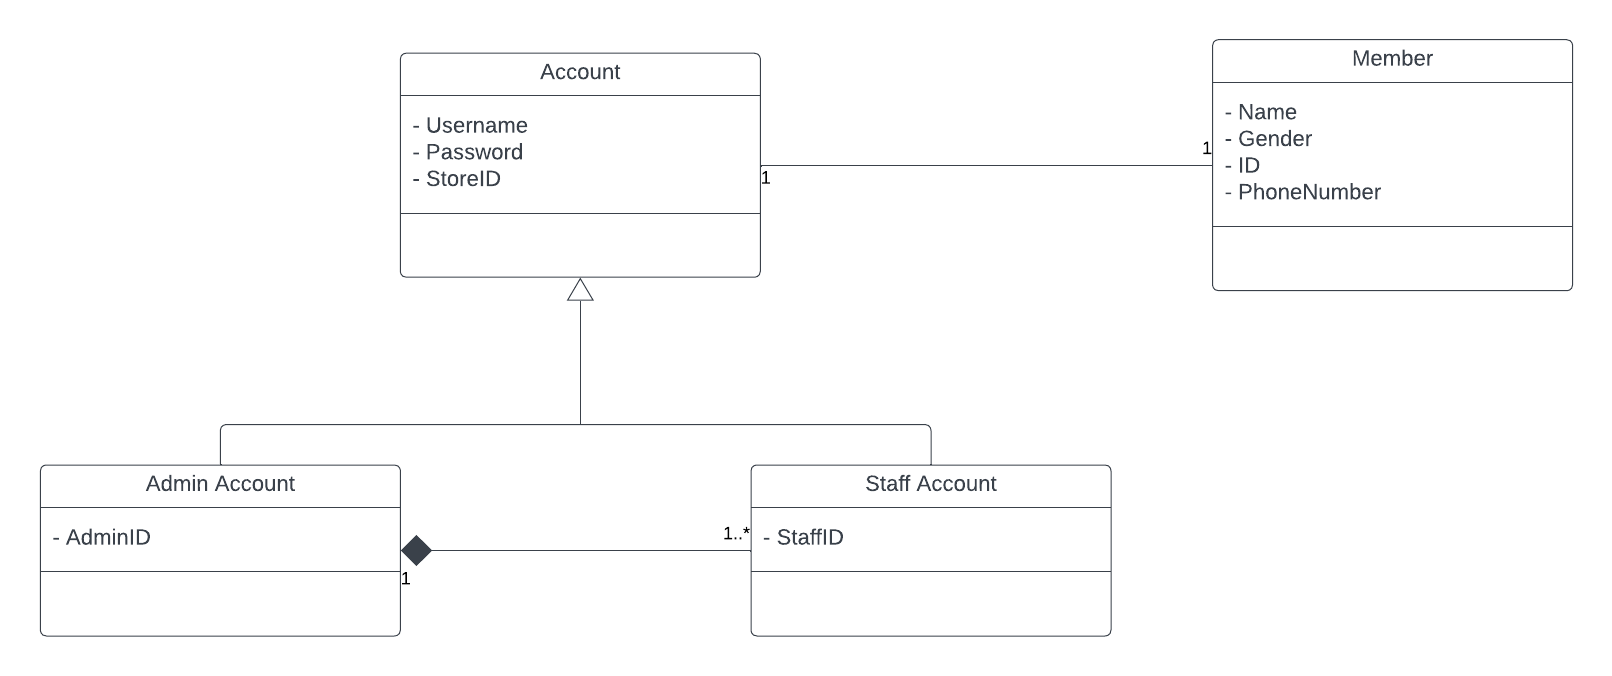 Account
- Username
- Password
- StoreID
1
Member
- Name
- Gender
- ID
- PhoneNumber
1
Admin Account
- AdminID
1
1..*
Staff Account
- StaffID